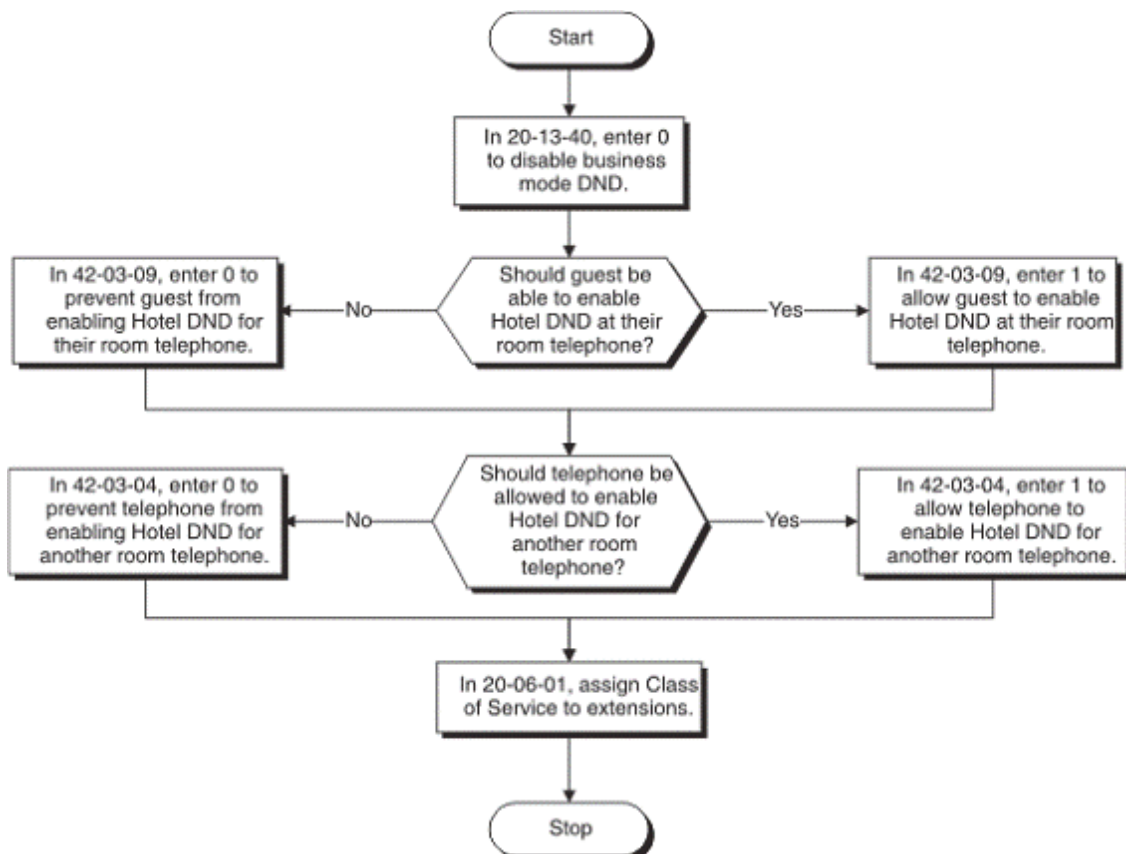 Start
In 20-13-40, enter 0
to disable business
mode DND.
In 42-03-09, enter 0 to
prevent guest from
enabling Hotel DND for
their room telephone.
No
Should guest be
able to enable
Hotel DND at their
room telephone?
Yes
In 42-03-09, enter 1 to
allow guest to enable
Hotel DND at their room
telephone.
In 42-03-04, enter 0 to
prevent telephone from
enabling Hotel DND for
another room telephone.
No
Should telephone be
allowed to enable
Hotel DND for
another room
telephone?
Yes
In 42-03-04, enter 1 to
allow telephone to
enable Hotel DND for
another room telephone.
In 20-06-01, assign Class
of Service to extensions.
Stop